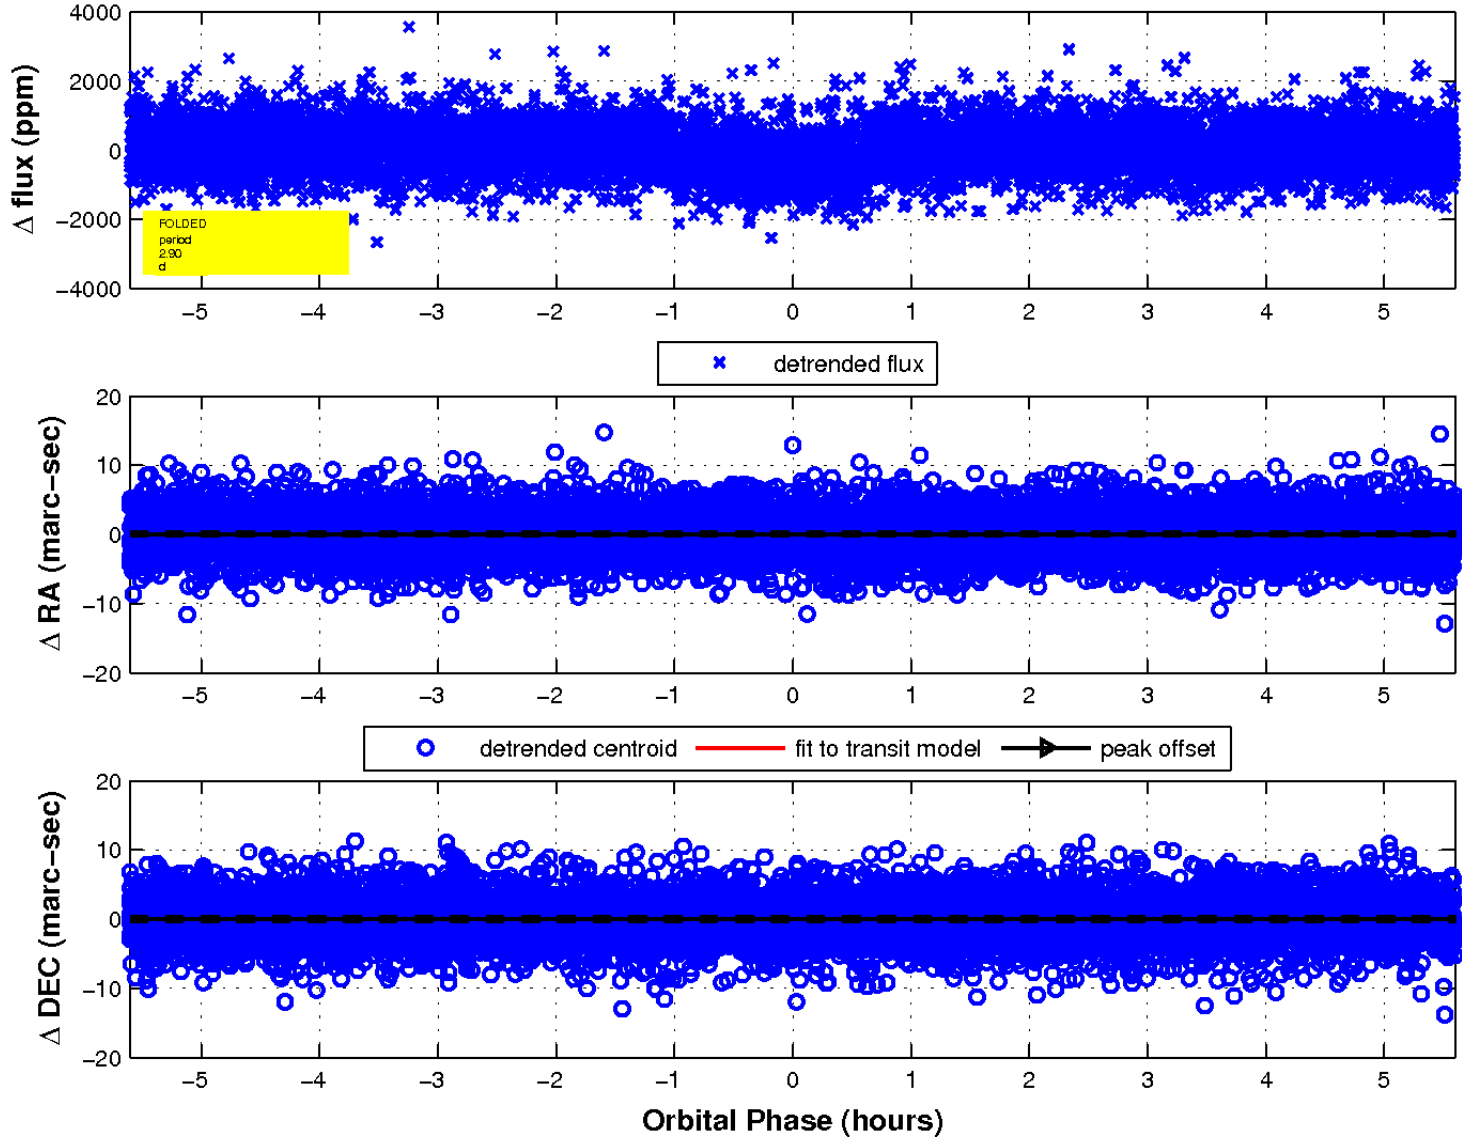 4000
2000
0
−2000
−4000
Δ flux (ppm)
FOLDED
period
2.90
d
−5 −4 −3 −2 −1 0 1 2 3 4 5
detrended flux
20
10
0
−10
−20
Δ RA (marc−sec)
−5 −4 −3 −2 −1 0 1 2 3 4 5
detrended centroid fit to transit model peak offset
20
10
0
−10
−20
Δ DEC (marc−sec)
−5 −4 −3 −2 −1 0 1 2 3 4 5
Orbital Phase (hours)